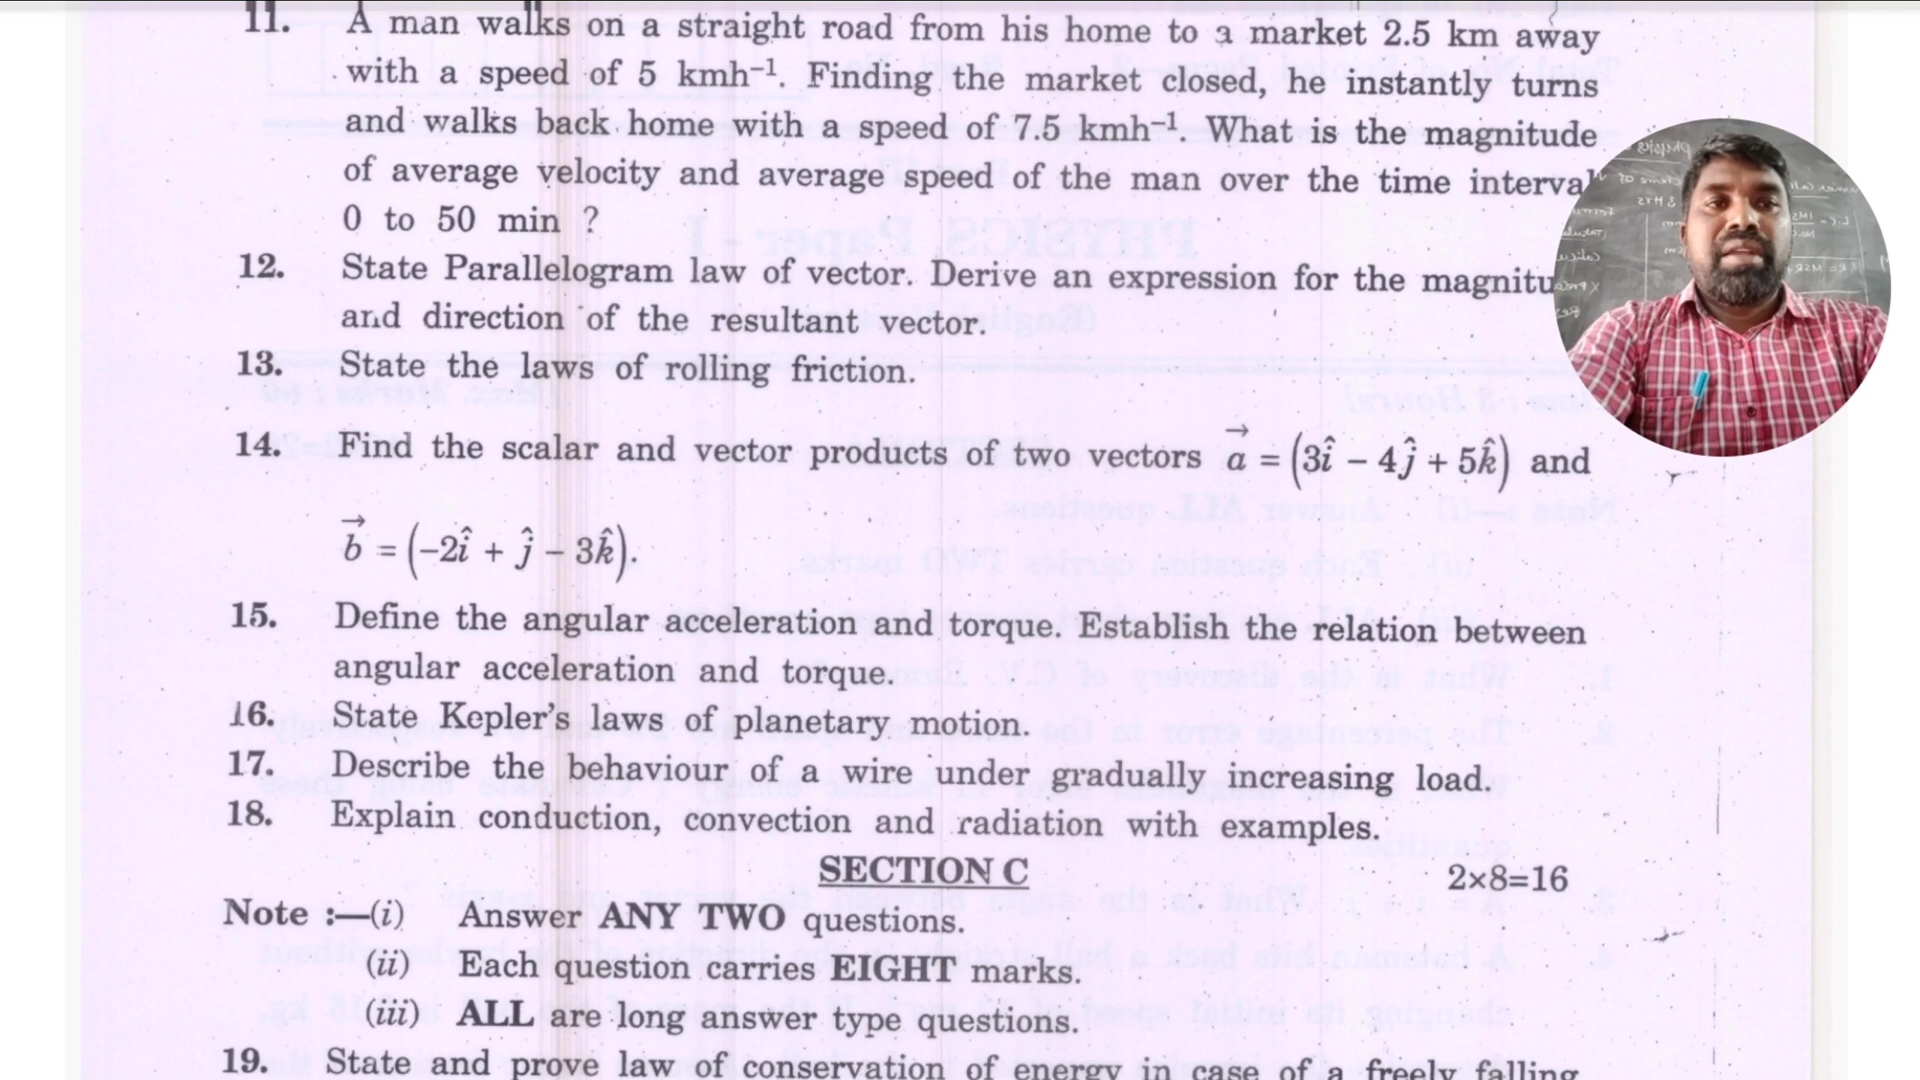 11. A man walks on a straight road from his home to a market 2.5 km away
with a speed of 5 kmh⁻¹. Finding the market closed, he instantly turns
and walks back home with a speed of 7.5 kmh⁻¹. What is the magnitude
of average velocity and average speed of the man over the time interval
0 to 50 min ?
12. State Parallelogram law of vector. Derive an expression for the magnitu
and direction of the resultant vector.
13. State the laws of rolling friction.
14. Find the scalar and vector products of two vectors a⃗ = (3î − 4ĵ + 5k̂) and
b⃗ = (−2î + ĵ − 3k̂).
15. Define the angular acceleration and torque. Establish the relation between
angular acceleration and torque.
16. State Kepler's laws of planetary motion.
17. Describe the behaviour of a wire under gradually increasing load.
18. Explain conduction, convection and radiation with examples.
SECTION C
2×8=16
Note :—(i) Answer ANY TWO questions.
(ii) Each question carries EIGHT marks.
(iii) ALL are long answer type questions.
19. State and prove law of conservation of energy in case of a freely falling